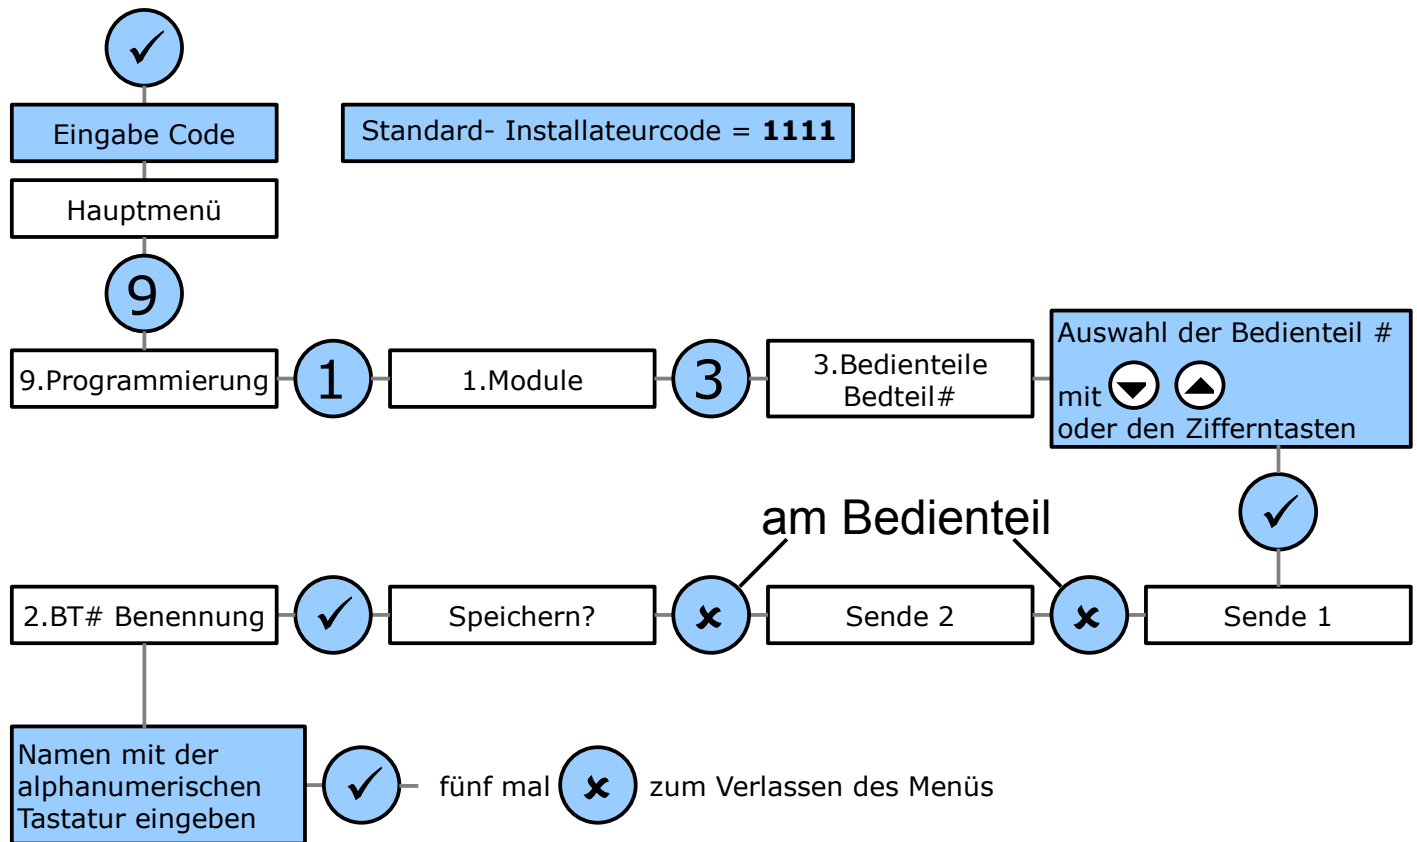 ✓
Eingabe Code
Standard- Installateurcode = 1111
Hauptmenü
9
9.Programmierung
1
1.Module
3
3.Bedienteile
Bedteil#
Auswahl der Bedienteil #
mit
oder den Zifferntasten
✓
am Bedienteil
2.BT# Benennung
✓
Speichern?
✘
Sende 2
✘
Sende 1
Namen mit der
alphanumerischen
Tastatur eingeben
✓
fünf mal ✘ zum Verlassen des Menüs